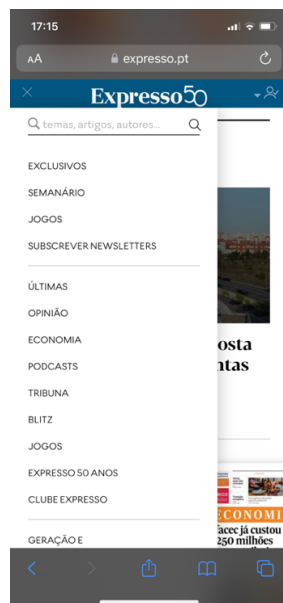 17:15
AA expresso.pt
Expresso50
temas, artigos, autores...
EXCLUSIVOS
SEMANÁRIO
JOGOS
SUBSCREVER NEWSLETTERS
ÚLTIMAS
OPINIÃO
ECONOMIA
PODCASTS
TRIBUNA
BLITZ
JOGOS
EXPRESSO 50 ANOS
CLUBE EXPRESSO
GERAÇÃO E
osta
ntas
ECONOMI
facec já custou
250 milhões